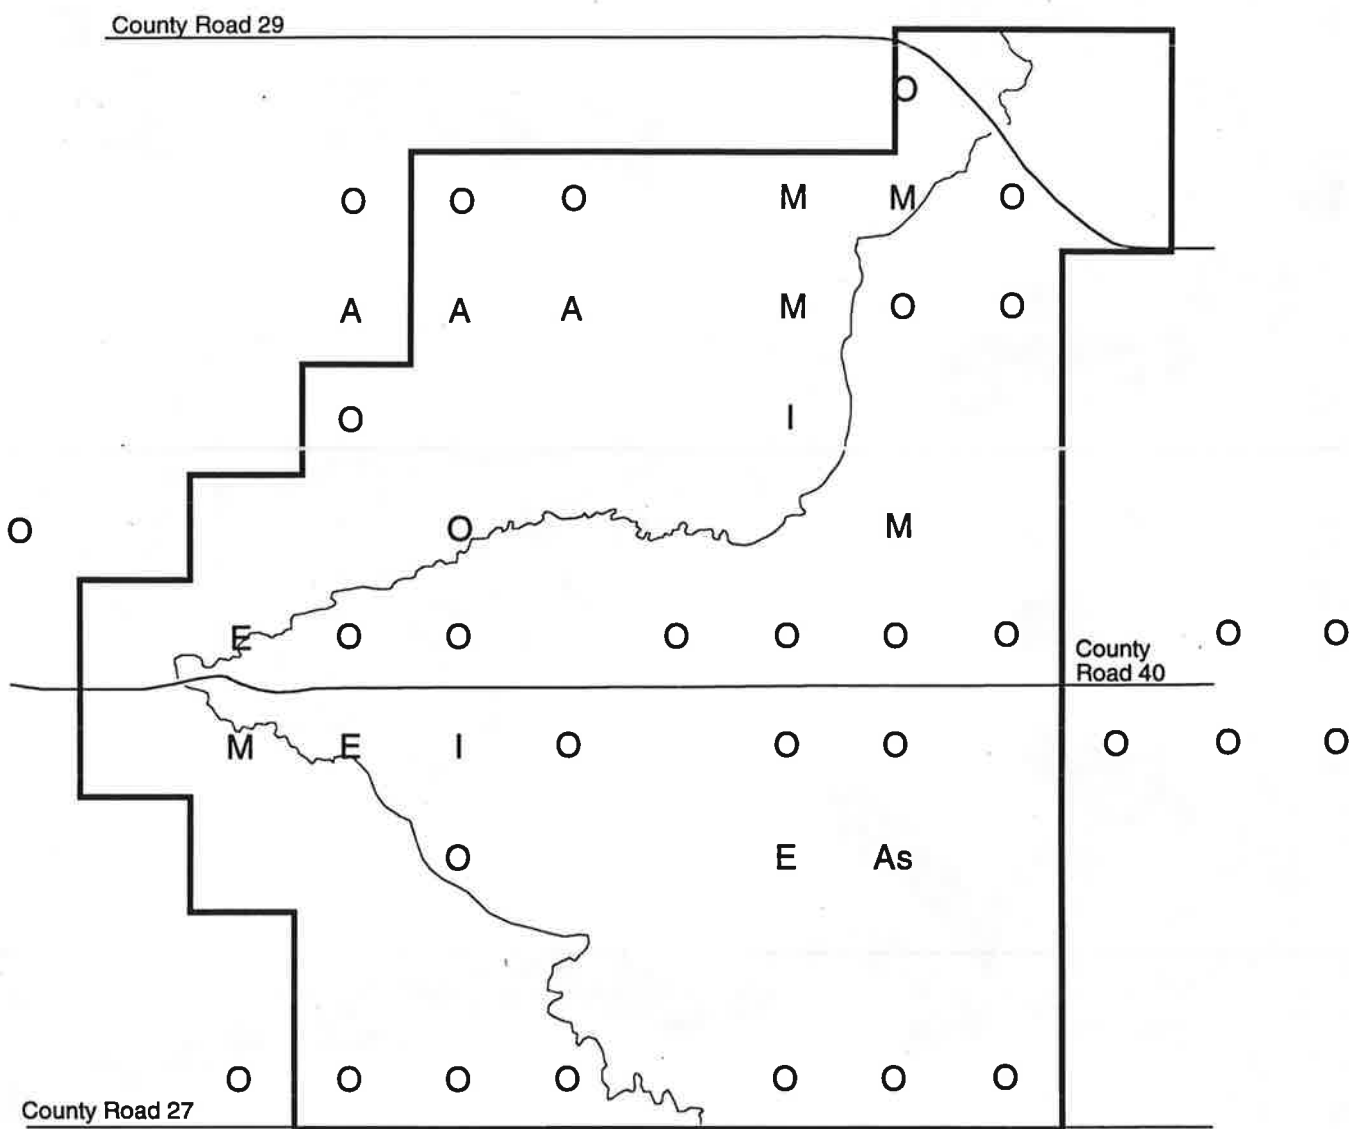 County Road 29
O
O O O M M O
A A A M O O
O I
O O M
E O O O O O O O O
County
Road 40
M E I O O O O O O
O E As
O O O O O O O
County Road 27